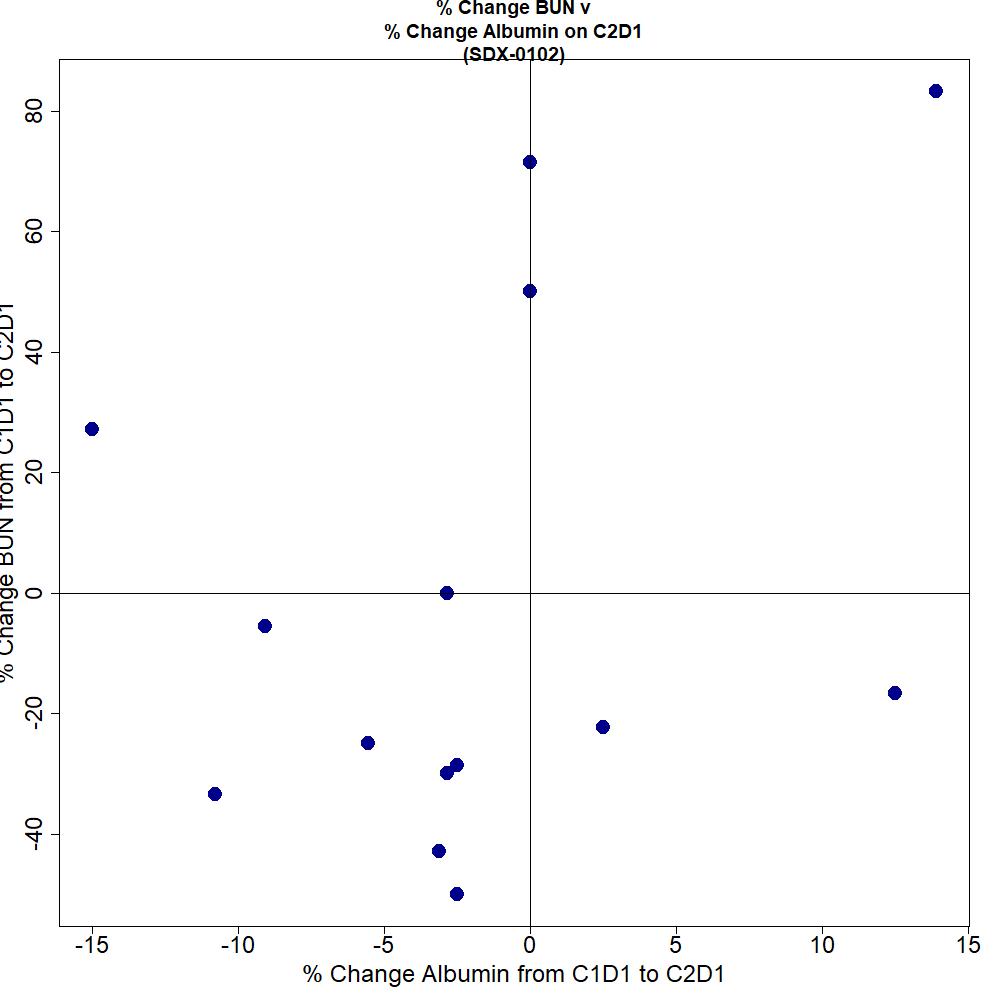 % Change BUN v
% Change Albumin on C2D1
(SDX-0102)
% Change BUN from C1D1 to C2D1
80
60
40
20
0
-20
-40
-15
-10
-5
0
5
10
15
% Change Albumin from C1D1 to C2D1